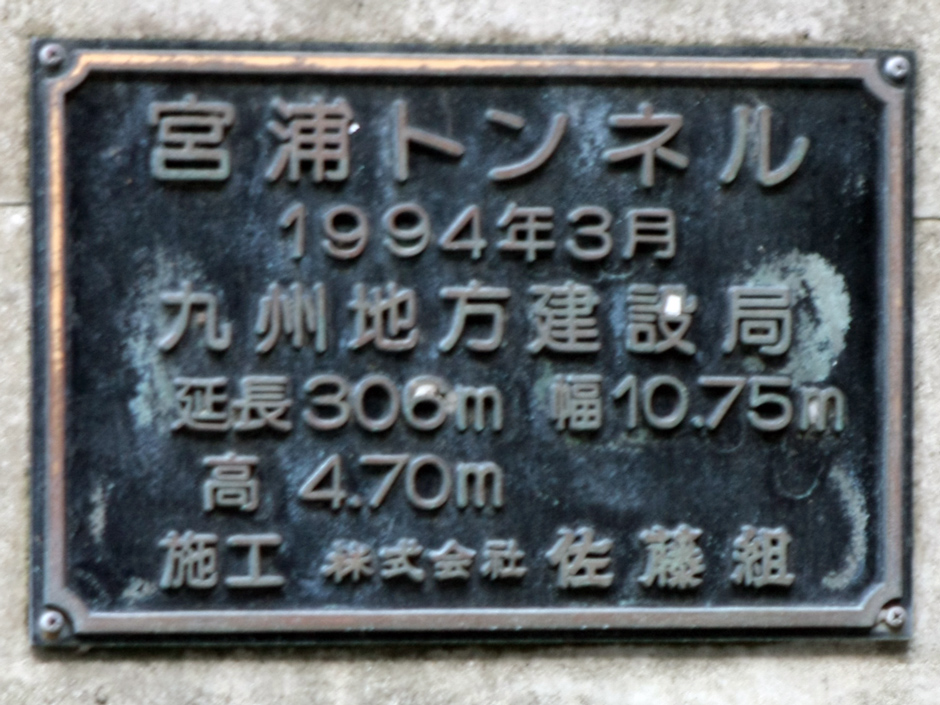 宮浦トンネル
1994年3月
九州地方建設局
延長306m 幅10.75m
高 4.70m
施工 株式会社 佐藤組